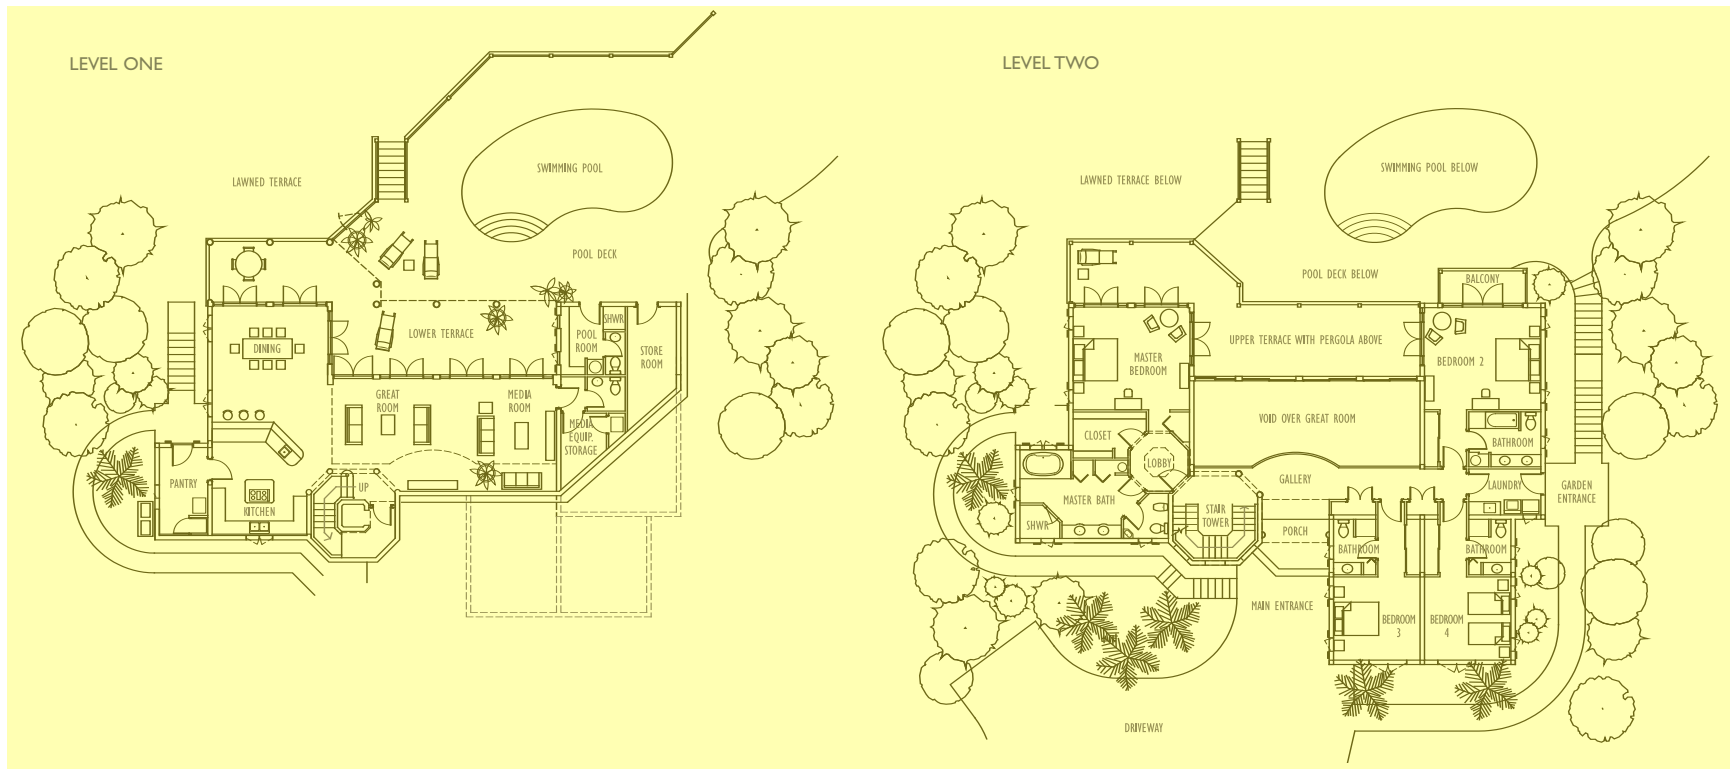 LEVEL ONE
SWIMMING POOL
LAWNED TERRACE
POOL DECK
LOWER TERRACE
SHWR
POOL
ROOM
STORE
ROOM
DINING
GREAT
ROOM
MEDIA
ROOM
MEDIA
EQUIP.
STORAGE
PANTRY
UP
KITCHEN
LEVEL TWO
SWIMMING POOL BELOW
LAWNED TERRACE BELOW
POOL DECK BELOW
BALCONY
UPPER TERRACE WITH PERGOLA ABOVE
MASTER
BEDROOM
BEDROOM 2
VOID OVER GREAT ROOM
CLOSET
LOBBY
BATHROOM
GALLERY
LAUNDRY
GARDEN
ENTRANCE
MASTER BATH
SHWR
STAIR
TOWER
PORCH
BATHROOM
BATHROOM
MAIN ENTRANCE
BEDROOM
3
BEDROOM
4
DRIVEWAY